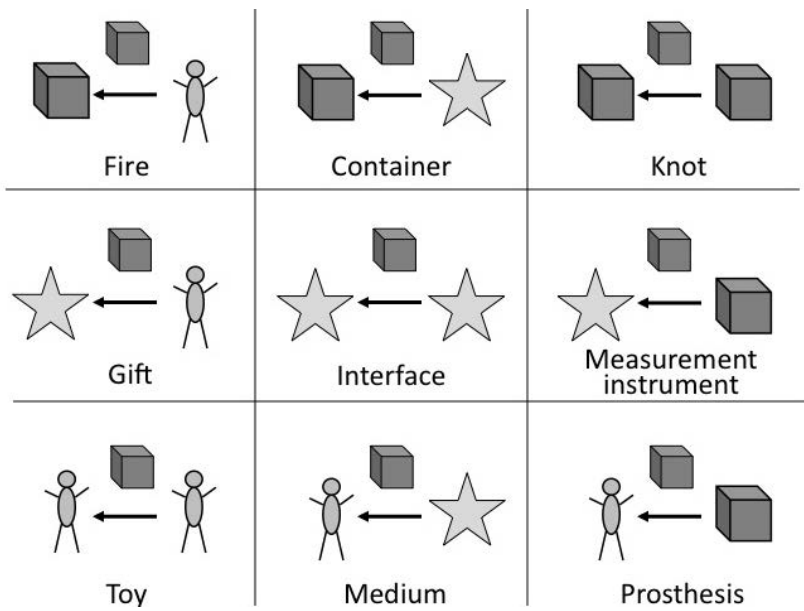 Fire
Container
Knot
Gift
Interface
Measurement
instrument
Toy
Medium
Prosthesis